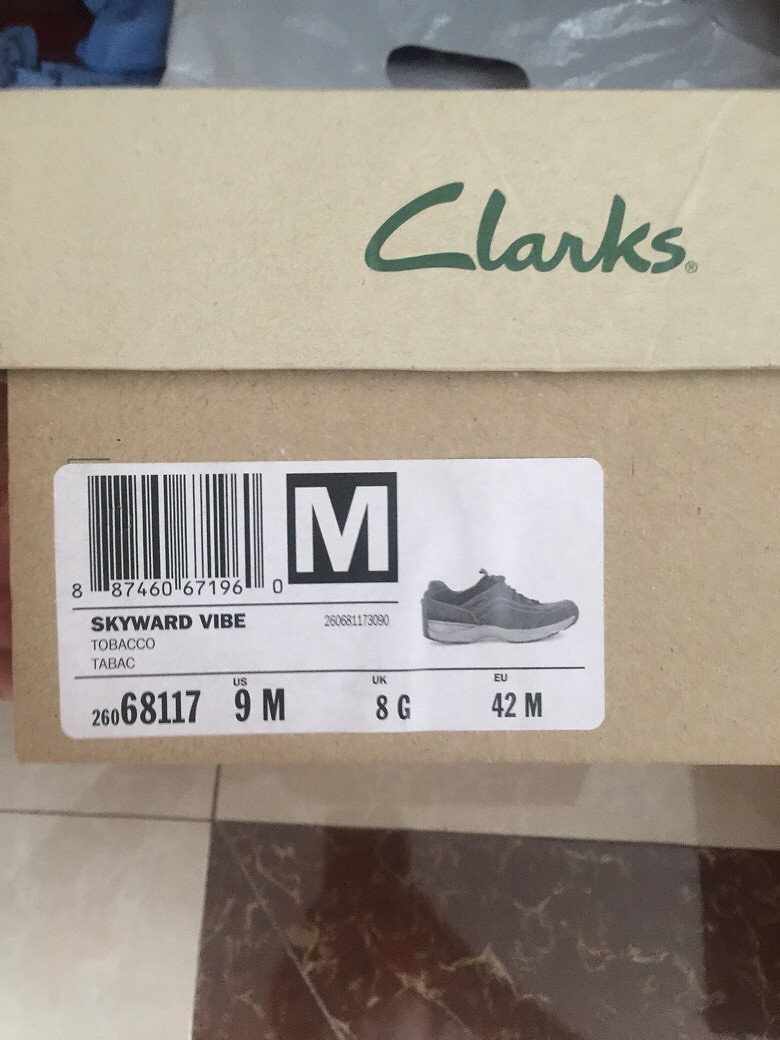 Clarks®
M
8 87460 67196 0
SKYWARD VIBE 260681173090
TOBACCO
TABAC
US UK EU
26068117 9 M 8 G 42 M